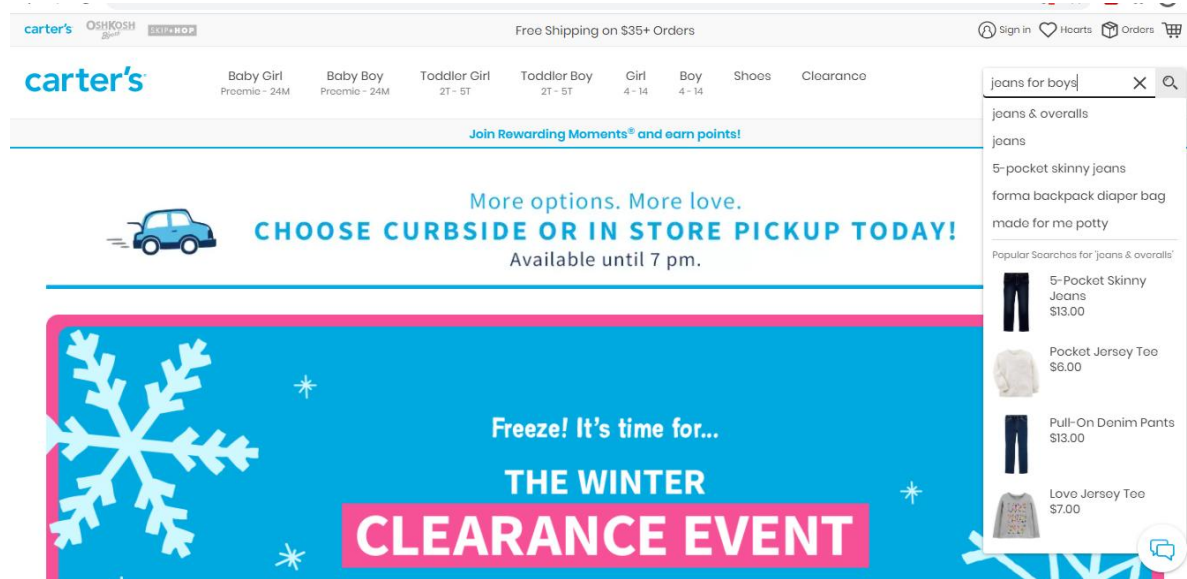 carter's OSHKOSH B'gosh SKIP*HOP
Free Shipping on $35+ Orders
Sign in Hearts Orders
carter's
Baby Girl Baby Boy Toddler Girl Toddler Boy Girl Boy Shoes Clearance
Preemie - 24M Preemie - 24M 2T - 5T 2T - 5T 4 - 14 4 - 14
jeans for boys
Join Rewarding Moments® and earn points!
jeans & overalls
jeans
5-pocket skinny jeans
forma backpack diaper bag
made for me potty
Popular Searches for 'jeans & overalls'
5-Pocket Skinny
Jeans
$13.00
Pocket Jersey Tee
$6.00
Pull-On Denim Pants
$13.00
Love Jersey Tee
$7.00
More options. More love.
CHOOSE CURBSIDE OR IN STORE PICKUP TODAY!
Available until 7 pm.
Freeze! It's time for...
THE WINTER
CLEARANCE EVENT